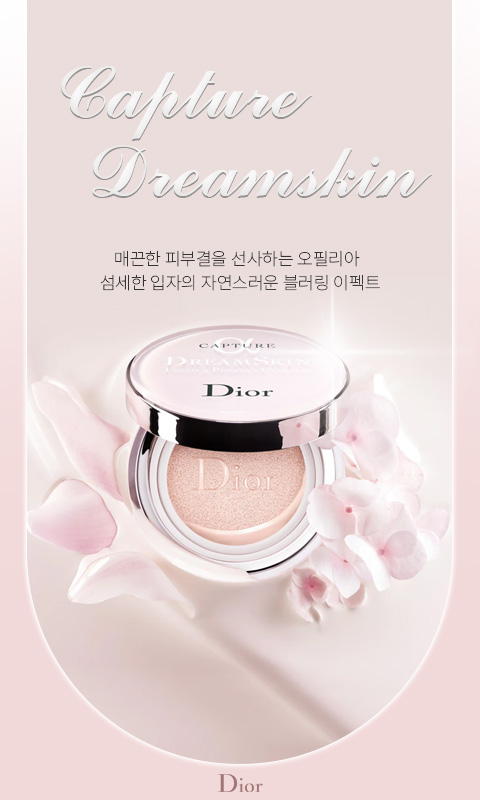 Capture
Dreamskin
매끈한 피부결을 선사하는 오필리아
섬세한 입자의 자연스러운 블러링 이펙트
CAPTURE
DREAMSKIN
Dior
Dior
Dior